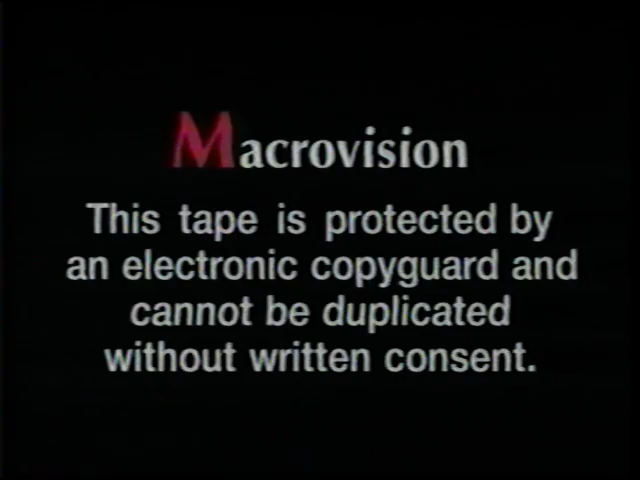 Macrovision
This tape is protected by
an electronic copyguard and
cannot be duplicated
without written consent.